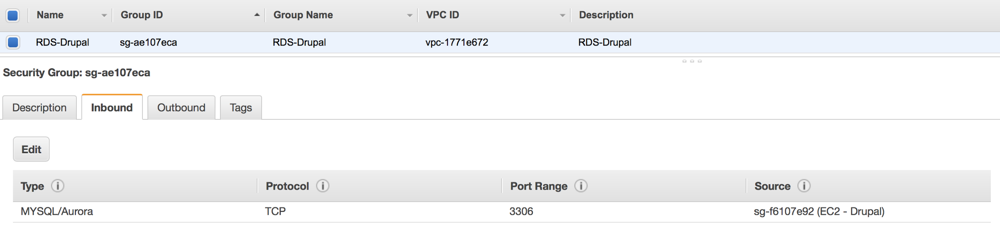 Name Group ID Group Name VPC ID Description
RDS-Drupal sg-ae107eca RDS-Drupal vpc-1771e672 RDS-Drupal
Security Group: sg-ae107eca
Description Inbound Outbound Tags
Edit
Type i Protocol i Port Range i Source i
MYSQL/Aurora TCP 3306 sg-f6107e92 (EC2 - Drupal)